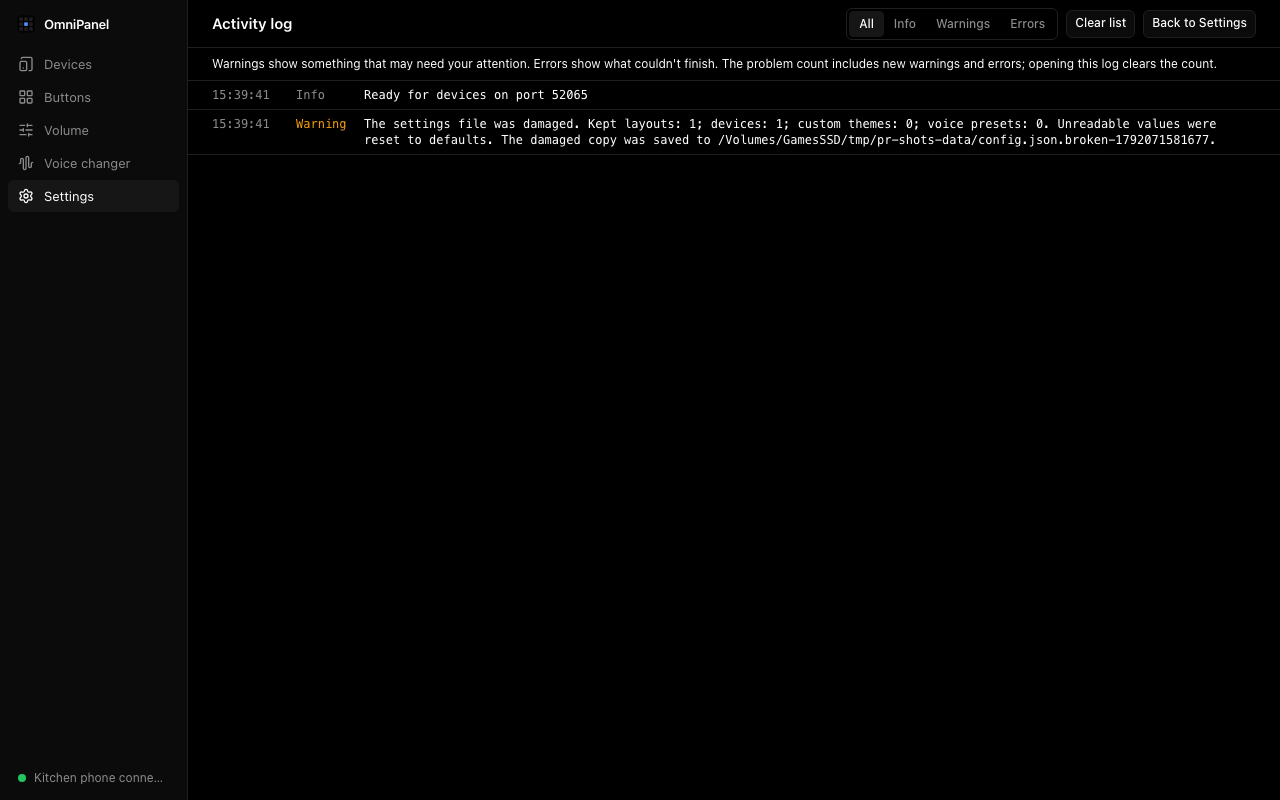 OmniPanel
Devices
Buttons
Volume
Voice changer
Settings
Kitchen phone conne...
Activity log
All
Info
Warnings
Errors
Clear list
Back to Settings
Warnings show something that may need your attention. Errors show what couldn't finish. The problem count includes new warnings and errors; opening this log clears the count.
15:39:41 Info Ready for devices on port 52065
15:39:41 Warning The settings file was damaged. Kept layouts: 1; devices: 1; custom themes: 0; voice presets: 0. Unreadable values were
reset to defaults. The damaged copy was saved to /Volumes/GamesSSD/tmp/pr-shots-data/config.json.broken-1792071581677.